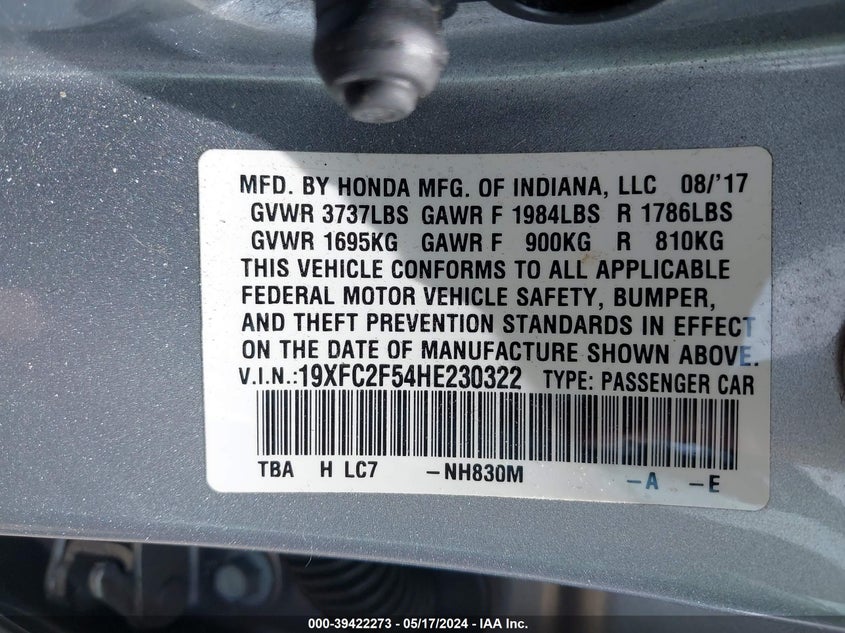 MFD. BY HONDA MFG. OF INDIANA, LLC 08/'17
GVWR 3737LBS GAWR F 1984LBS R 1786LBS
GVWR 1695KG GAWR F 900KG R 810KG
THIS VEHICLE CONFORMS TO ALL APPLICABLE
FEDERAL MOTOR VEHICLE SAFETY, BUMPER,
AND THEFT PREVENTION STANDARDS IN EFFECT
ON THE DATE OF MANUFACTURE SHOWN ABOVE.
V.I.N.:19XFC2F54HE230322 TYPE: PASSENGER CAR
TBA H LC7 -NH830M -A -E
000-39422273 - 05/17/2024 - IAA Inc.